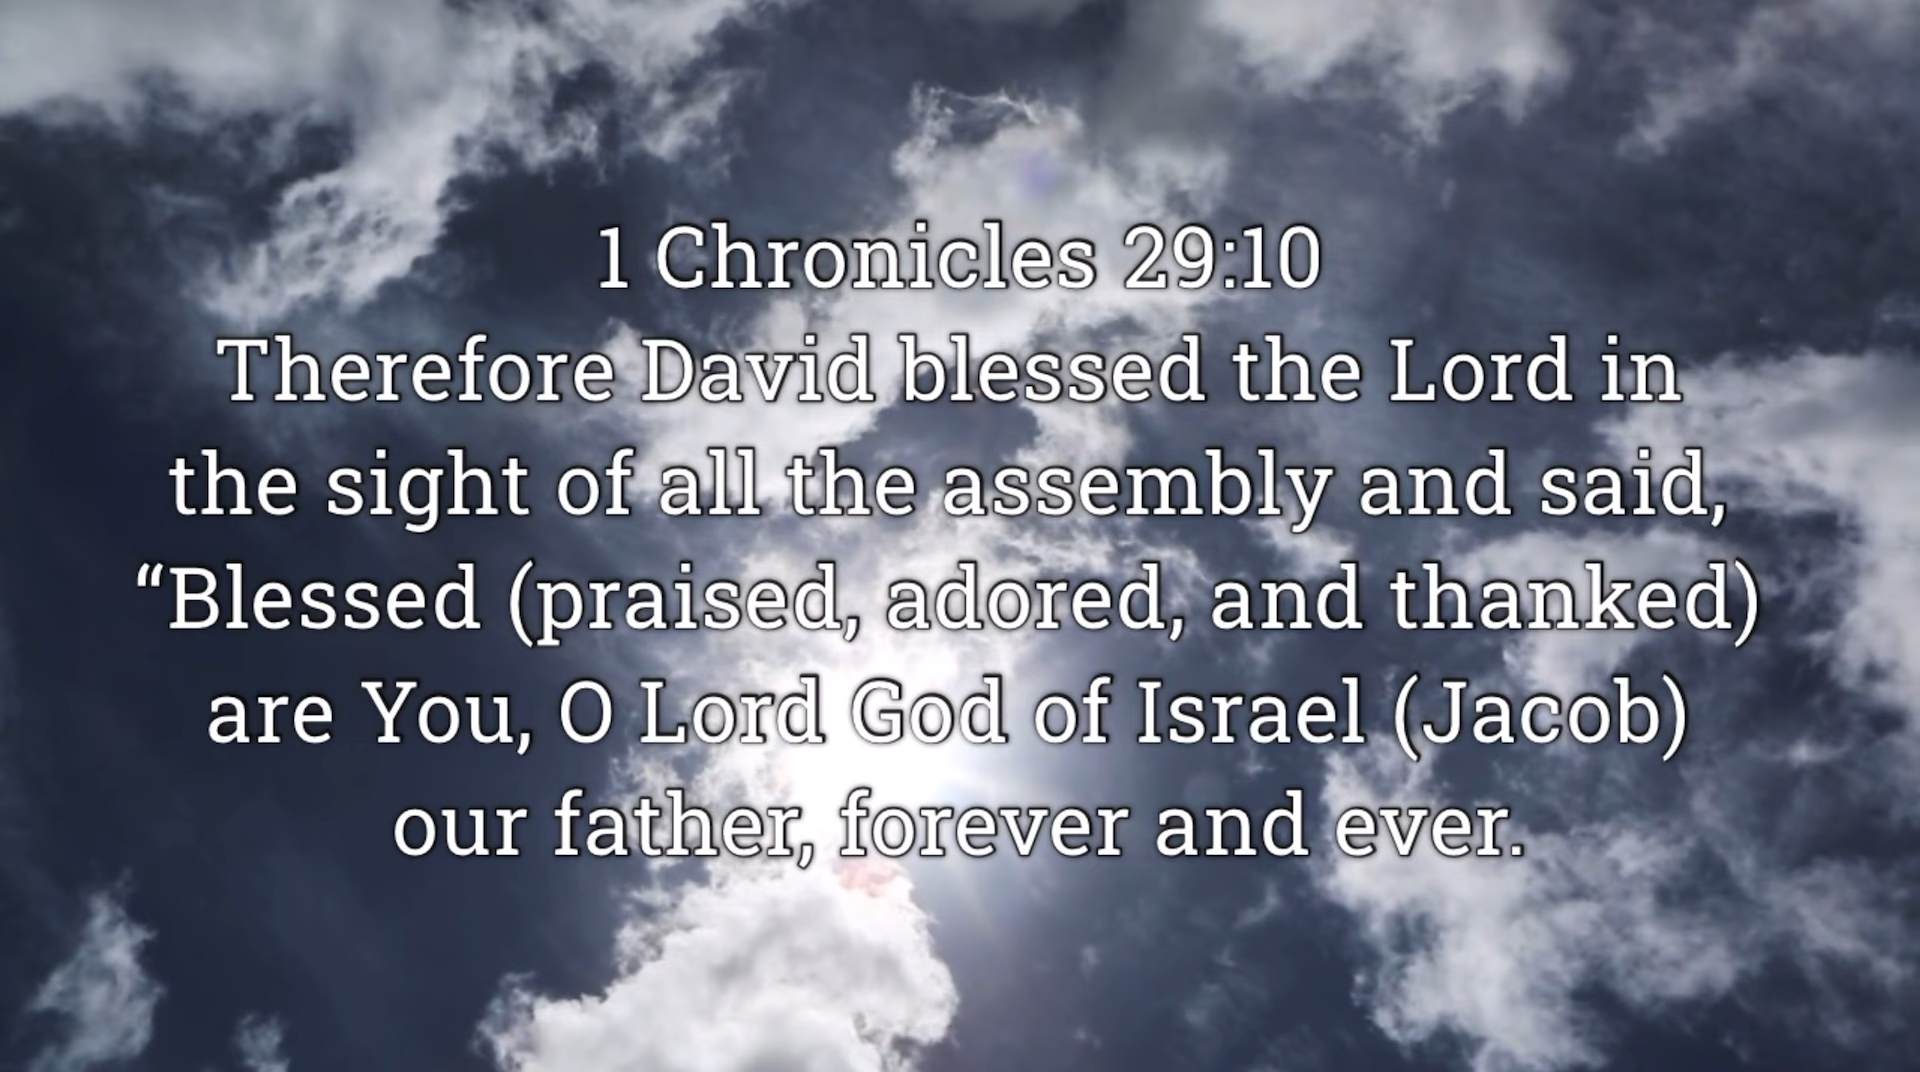 1 Chronicles 29:10
Therefore David blessed the Lord in
the sight of all the assembly and said,
“Blessed (praised, adored, and thanked)
are You, O Lord God of Israel (Jacob)
our father, forever and ever.